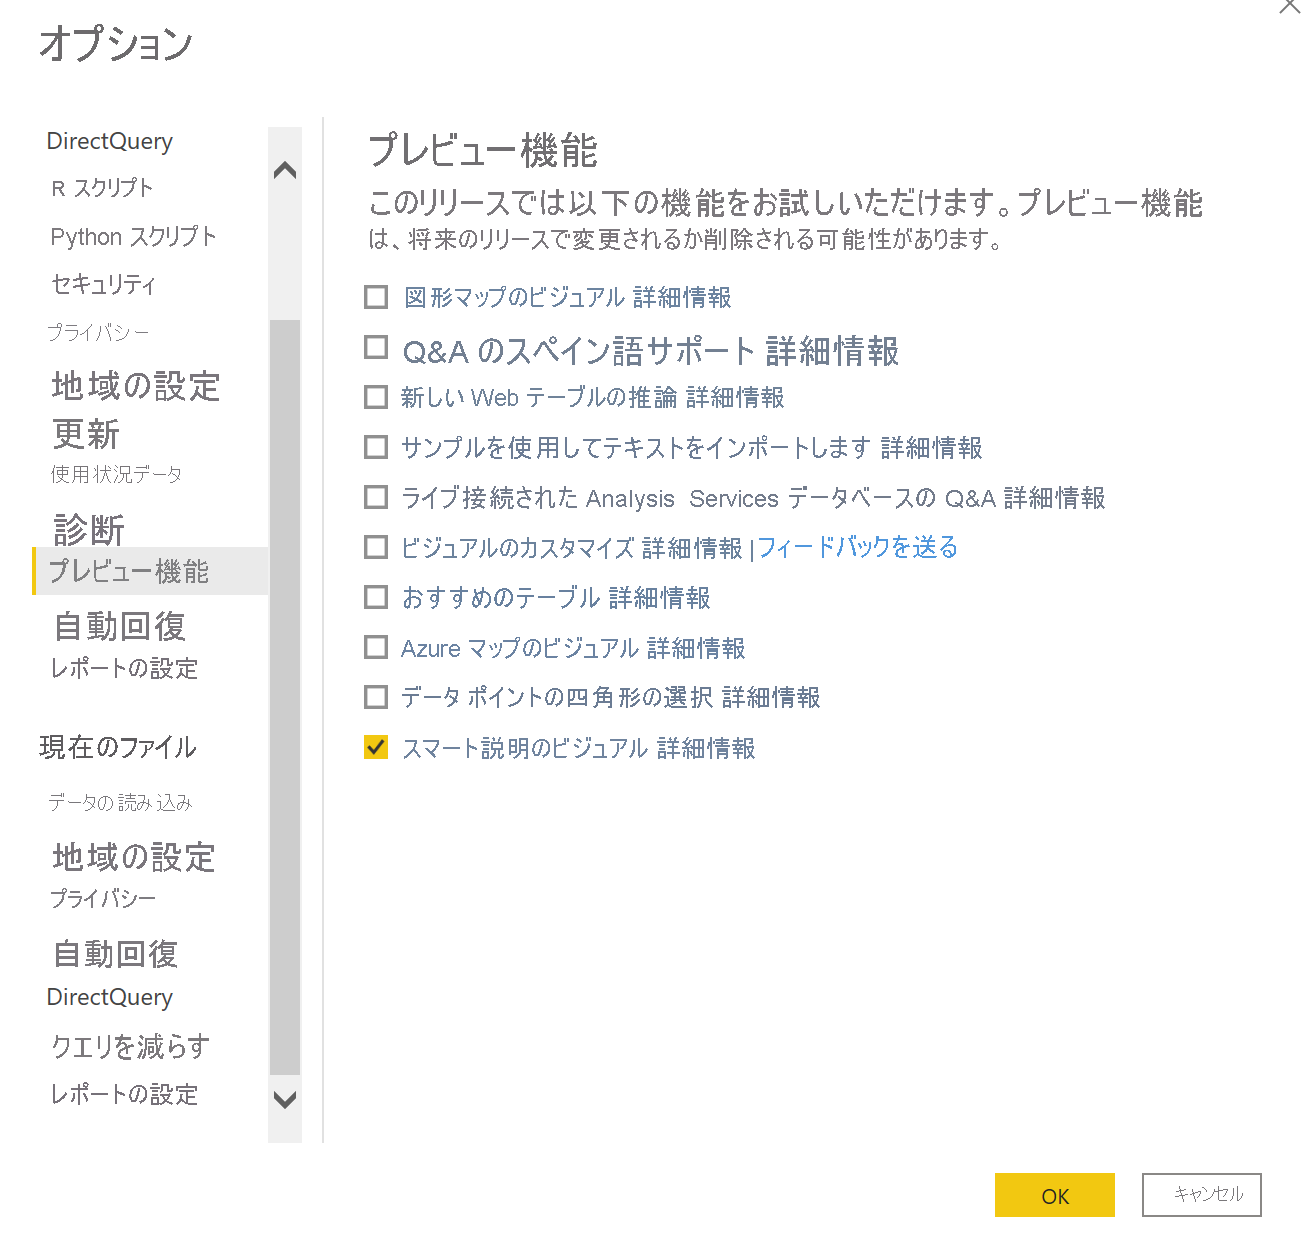 オプション
DirectQuery
R スクリプト
Python スクリプト
セキュリティ
プライバシー
地域の設定
更新
使用状況データ
診断
プレビュー機能
自動回復
レポートの設定
現在のファイル
データの読み込み
地域の設定
プライバシー
自動回復
DirectQuery
クエリを減らす
レポートの設定
プレビュー機能
このリリースでは以下の機能をお試しいただけます。プレビュー機能
は、将来のリリースで変更されるか削除される可能性があります。
図形マップのビジュアル 詳細情報
Q&A のスペイン語サポート 詳細情報
新しい Web テーブルの推論 詳細情報
サンプルを使用してテキストをインポートします 詳細情報
ライブ接続された Analysis Services データベースの Q&A 詳細情報
ビジュアルのカスタマイズ 詳細情報 | フィードバックを送る
おすすめのテーブル 詳細情報
Azure マップのビジュアル 詳細情報
データ ポイントの四角形の選択 詳細情報
スマート説明のビジュアル 詳細情報
OK
キャンセル